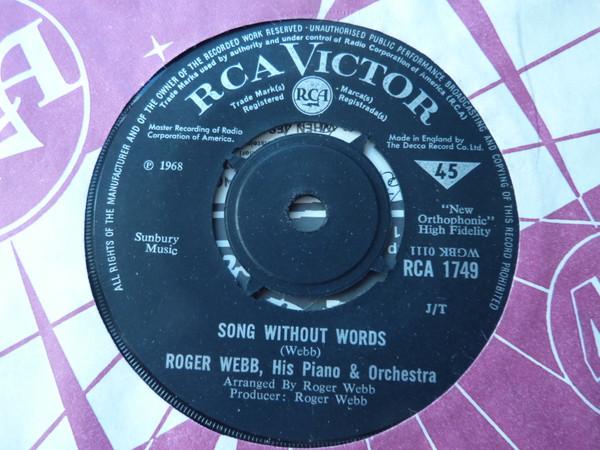 ALL RIGHTS OF THE MANUFACTURER AND OF THE OWNER OF THE RECORDED WORK RESERVED · UNAUTHORISED PUBLIC PERFORMANCE BROADCASTING AND COPYING OF THIS RECORD PROHIBITED
Trade Marks used by authority and under control of Radio Corporation of America (R.C.A.)
RCA VICTOR
Trade Mark(s)
Registered
RCA
Marca(s)
Registrada(s)
Master Recording of Radio
Corporation of America.
Made in England by
The Decca Record Co. Ltd.
℗ 1968
45
"New
Orthophonic"
High Fidelity
Sunbury
Music
WGBK 0111
RCA 1749
J/T
SONG WITHOUT WORDS
(Webb)
ROGER WEBB, His Piano & Orchestra
Arranged By Roger Webb
Producer: Roger Webb